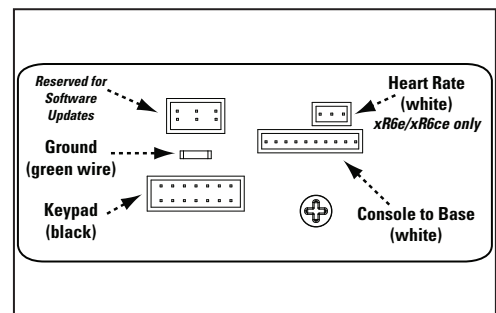 Reserved for
Software
Updates
Ground
(green wire)
Keypad
(black)
Heart Rate
(white)
xR6e/xR6ce only
Console to Base
(white)